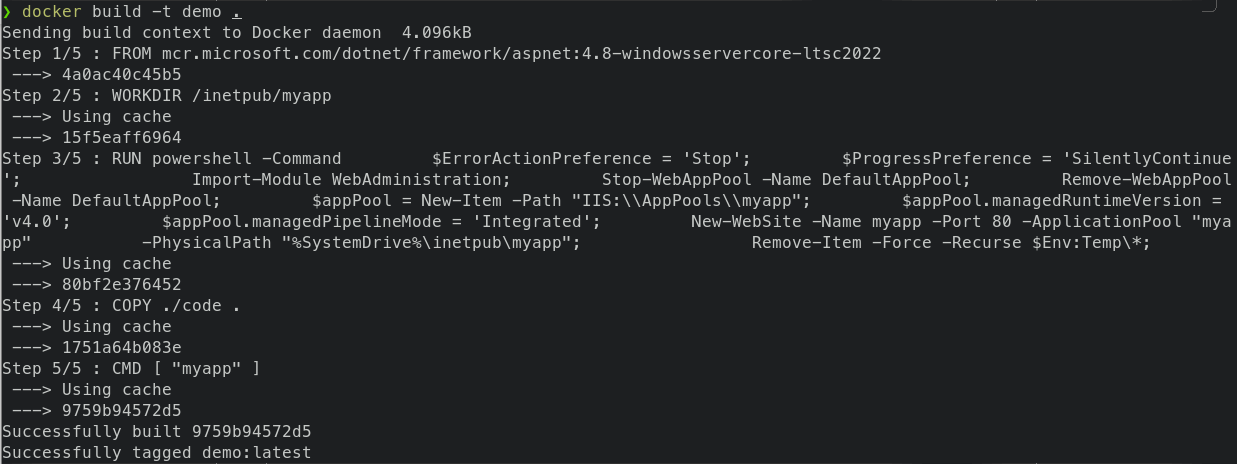 ❯ docker build -t demo .
Sending build context to Docker daemon  4.096kB
Step 1/5 : FROM mcr.microsoft.com/dotnet/framework/aspnet:4.8-windowsservercore-ltsc2022
 ---> 4a0ac40c45b5
Step 2/5 : WORKDIR /inetpub/myapp
 ---> Using cache
 ---> 15f5eaff6964
Step 3/5 : RUN powershell -Command         $ErrorActionPreference = 'Stop';         $ProgressPreference = 'SilentlyContinue
';                 Import-Module WebAdministration;         Stop-WebAppPool -Name DefaultAppPool;         Remove-WebAppPool
 -Name DefaultAppPool;         $appPool = New-Item -Path "IIS:\\AppPools\\myapp";         $appPool.managedRuntimeVersion =
'v4.0';         $appPool.managedPipelineMode = 'Integrated';         New-WebSite -Name myapp -Port 80 -ApplicationPool "mya
pp"           -PhysicalPath "%SystemDrive%\inetpub\myapp";                 Remove-Item -Force -Recurse $Env:Temp\*;
 ---> Using cache
 ---> 80bf2e376452
Step 4/5 : COPY ./code .
 ---> Using cache
 ---> 1751a64b083e
Step 5/5 : CMD [ "myapp" ]
 ---> Using cache
 ---> 9759b94572d5
Successfully built 9759b94572d5
Successfully tagged demo:latest